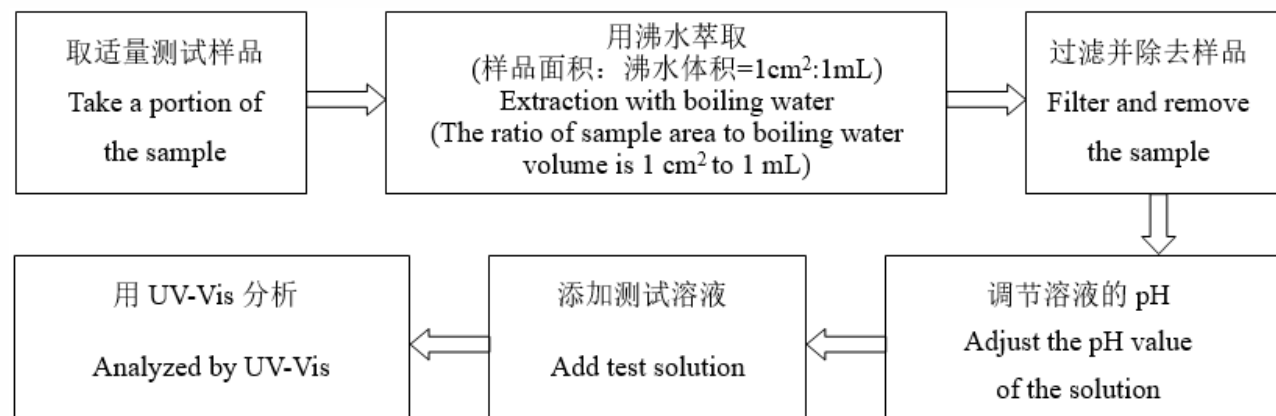 取适量测试样品
Take a portion of
the sample
用沸水萃取
(样品面积：沸水体积=1cm²:1mL)
Extraction with boiling water
(The ratio of sample area to boiling water
volume is 1 cm² to 1 mL)
过滤并除去样品
Filter and remove
the sample
调节溶液的 pH
Adjust the pH value
of the solution
添加测试溶液
Add test solution
用 UV-Vis 分析
Analyzed by UV-Vis